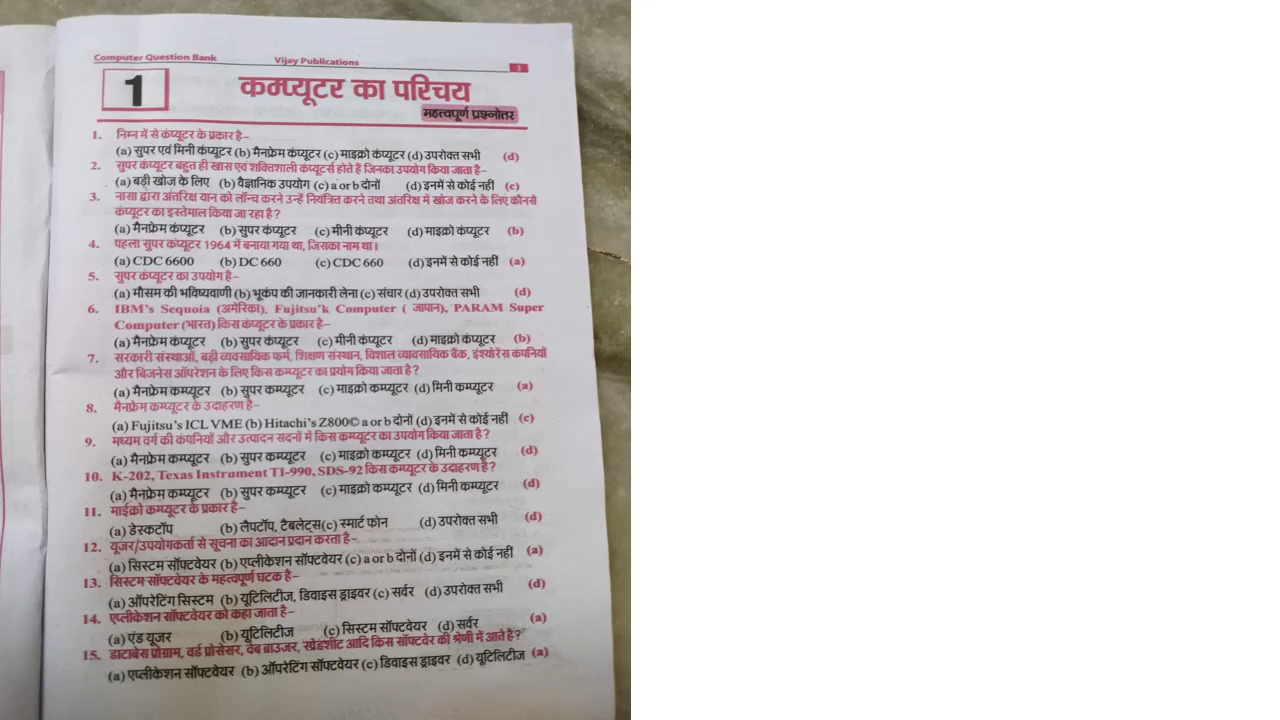 Computer Question Bank Vijay Publications 3
1 कम्प्यूटर का परिचय
महत्त्वपूर्ण प्रश्नोत्तर
1. निम्न में से कंप्यूटर के प्रकार है–
(a) सुपर एवं मिनी कंप्यूटर (b) मैनफ्रेम कंप्यूटर (c) माइक्रो कंप्यूटर (d) उपरोक्त सभी (d)
2. सुपर कंप्यूटर बहुत ही खास एवं शक्तिशाली कंप्यूटर्स होते हैं जिनका उपयोग किया जाता है–
(a) बड़ी खोज के लिए (b) वैज्ञानिक उपयोग (c) a or b दोनों (d) इनमें से कोई नहीं (c)
3. नासा द्वारा अंतरिक्ष यान को लॉन्च करने उन्हें नियंत्रित करने तथा अंतरिक्ष में खोज करने के लिए कौनसे
कंप्यूटर का इस्तेमाल किया जा रहा है?
(a) मैनफ्रेम कंप्यूटर (b) सुपर कंप्यूटर (c) मीनी कंप्यूटर (d) माइक्रो कंप्यूटर (b)
4. पहला सुपर कंप्यूटर 1964 में बनाया गया था, जिसका नाम था।
(a) CDC 6600 (b) DC 660 (c) CDC 660 (d) इनमें से कोई नहीं (a)
5. सुपर कंप्यूटर का उपयोग है–
(a) मौसम की भविष्यवाणी (b) भूकंप की जानकारी लेना (c) संचार (d) उपरोक्त सभी (d)
6. IBM's Sequoia (अमेरिका), Fujitsu'k Computer ( जापान), PARAM Super
Computer (भारत) किस कंप्यूटर के प्रकार है–
(a) मैनफ्रेम कंप्यूटर (b) सुपर कंप्यूटर (c) मीनी कंप्यूटर (d) माइक्रो कंप्यूटर (b)
7. सरकारी संस्थाओं, बड़ी व्यवसायिक फर्म, शिक्षण संस्थान, विशाल व्यावसायिक बैंक, इंश्योरेंस कंपनियों
और बिजनेस ऑपरेशन के लिए किस कम्प्यूटर का प्रयोग किया जाता है?
(a) मैनफ्रेम कम्प्यूटर (b) सुपर कम्प्यूटर (c) माइक्रो कम्प्यूटर (d) मिनी कम्प्यूटर (a)
8. मैनफ्रेम कम्प्यूटर के उदाहरण है–
(a) Fujitsu's ICL VME (b) Hitachi's Z800© a or b दोनों (d) इनमें से कोई नहीं (c)
9. मध्यम वर्ग की कंपनियों और उत्पादन सदनों में किस कम्प्यूटर का उपयोग किया जाता है?
(a) मैनफ्रेम कम्प्यूटर (b) सुपर कम्प्यूटर (c) माइक्रो कम्प्यूटर (d) मिनी कम्प्यूटर (d)
10. K-202, Texas Instrument T1-990, SDS-92 किस कम्प्यूटर के उदाहरण है?
(a) मैनफ्रेम कम्प्यूटर (b) सुपर कम्प्यूटर (c) माइक्रो कम्प्यूटर (d) मिनी कम्प्यूटर (d)
11. माईक्रो कम्प्यूटर के प्रकार है–
(a) डेस्कटॉप (b) लैपटॉप, टैबलेट्स (c) स्मार्ट फोन (d) उपरोक्त सभी (d)
12. यूजर/उपयोगकर्ता से सूचना का आदान प्रदान करता है–
(a) सिस्टम सॉफ्टवेयर (b) एप्लीकेशन सॉफ्टवेयर (c) a or b दोनों (d) इनमें से कोई नहीं (a)
13. सिस्टम सॉफ्टवेयर के महत्वपूर्ण घटक है–
(a) ऑपरेटिंग सिस्टम (b) यूटिलिटीज, डिवाइस ड्राइवर (c) सर्वर (d) उपरोक्त सभी (d)
14. एप्लीकेशन सॉफ्टवेयर को कहा जाता है–
(a) एंड यूजर (b) यूटिलिटीज (c) सिस्टम सॉफ्टवेयर (d) सर्वर (a)
15. डाटाबेस प्रोग्राम, वर्ड प्रोसेसर, वेब ब्राउजर, स्प्रेडशीट आदि किस सॉफ्टवेर की श्रेणी में आते है?
(a) एप्लीकेशन सॉफ्टवेयर (b) ऑपरेटिंग सॉफ्टवेयर (c) डिवाइस ड्राइवर (d) यूटिलिटीज (a)